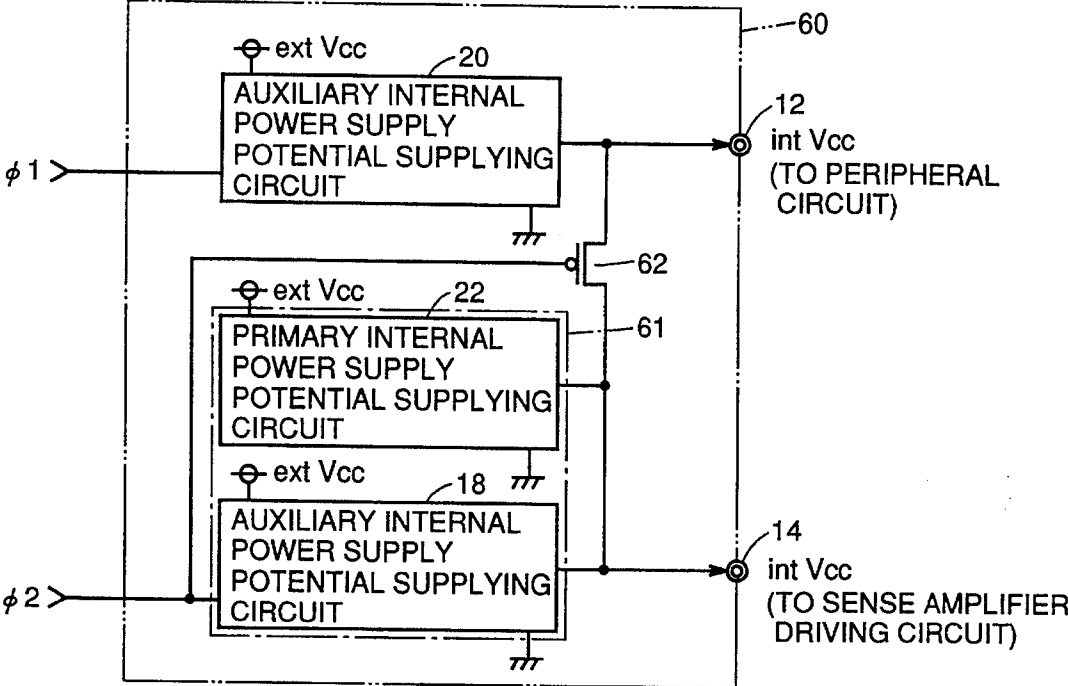 60
ext Vcc
20
AUXILIARY INTERNAL
POWER SUPPLY
POTENTIAL SUPPLYING
CIRCUIT
12
int Vcc
(TO PERIPHERAL
CIRCUIT)
ϕ1
62
ext Vcc
22
61
PRIMARY INTERNAL
POWER SUPPLY
POTENTIAL SUPPLYING
CIRCUIT
ext Vcc
18
AUXILIARY INTERNAL
POWER SUPPLY
POTENTIAL SUPPLYING
CIRCUIT
14
int Vcc
(TO SENSE AMPLIFIER
DRIVING CIRCUIT)
ϕ2